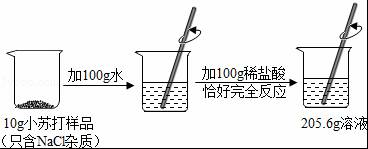 加100g水
加100g稀盐酸
恰好完全反应
10g小苏打样品
(只含NaCl杂质)
205.6g溶液